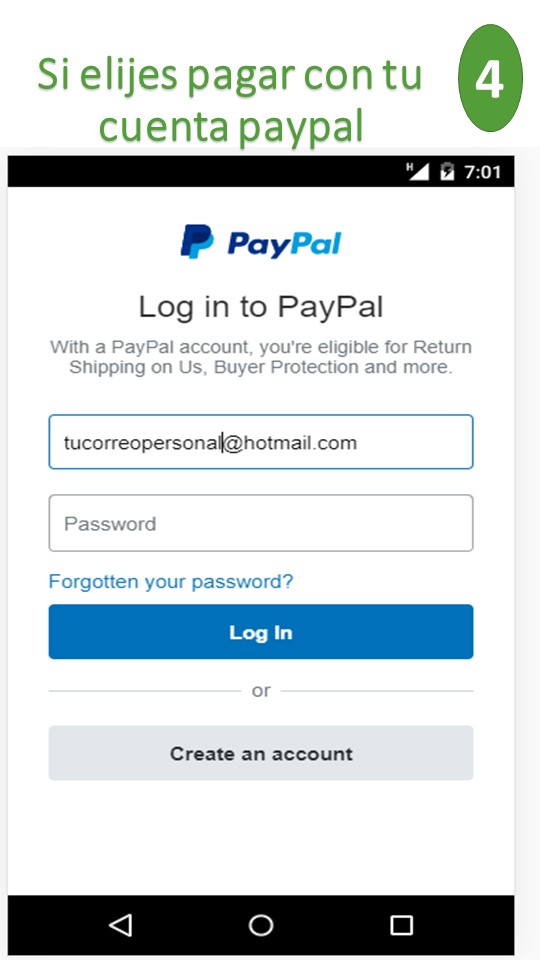 Si elijes pagar con tu
cuenta paypal
4
H 7:01
PayPal
Log in to PayPal
With a PayPal account, you're eligible for Return
Shipping on Us, Buyer Protection and more.
tucorreopersonal@hotmail.com
Password
Forgotten your password?
Log In
or
Create an account